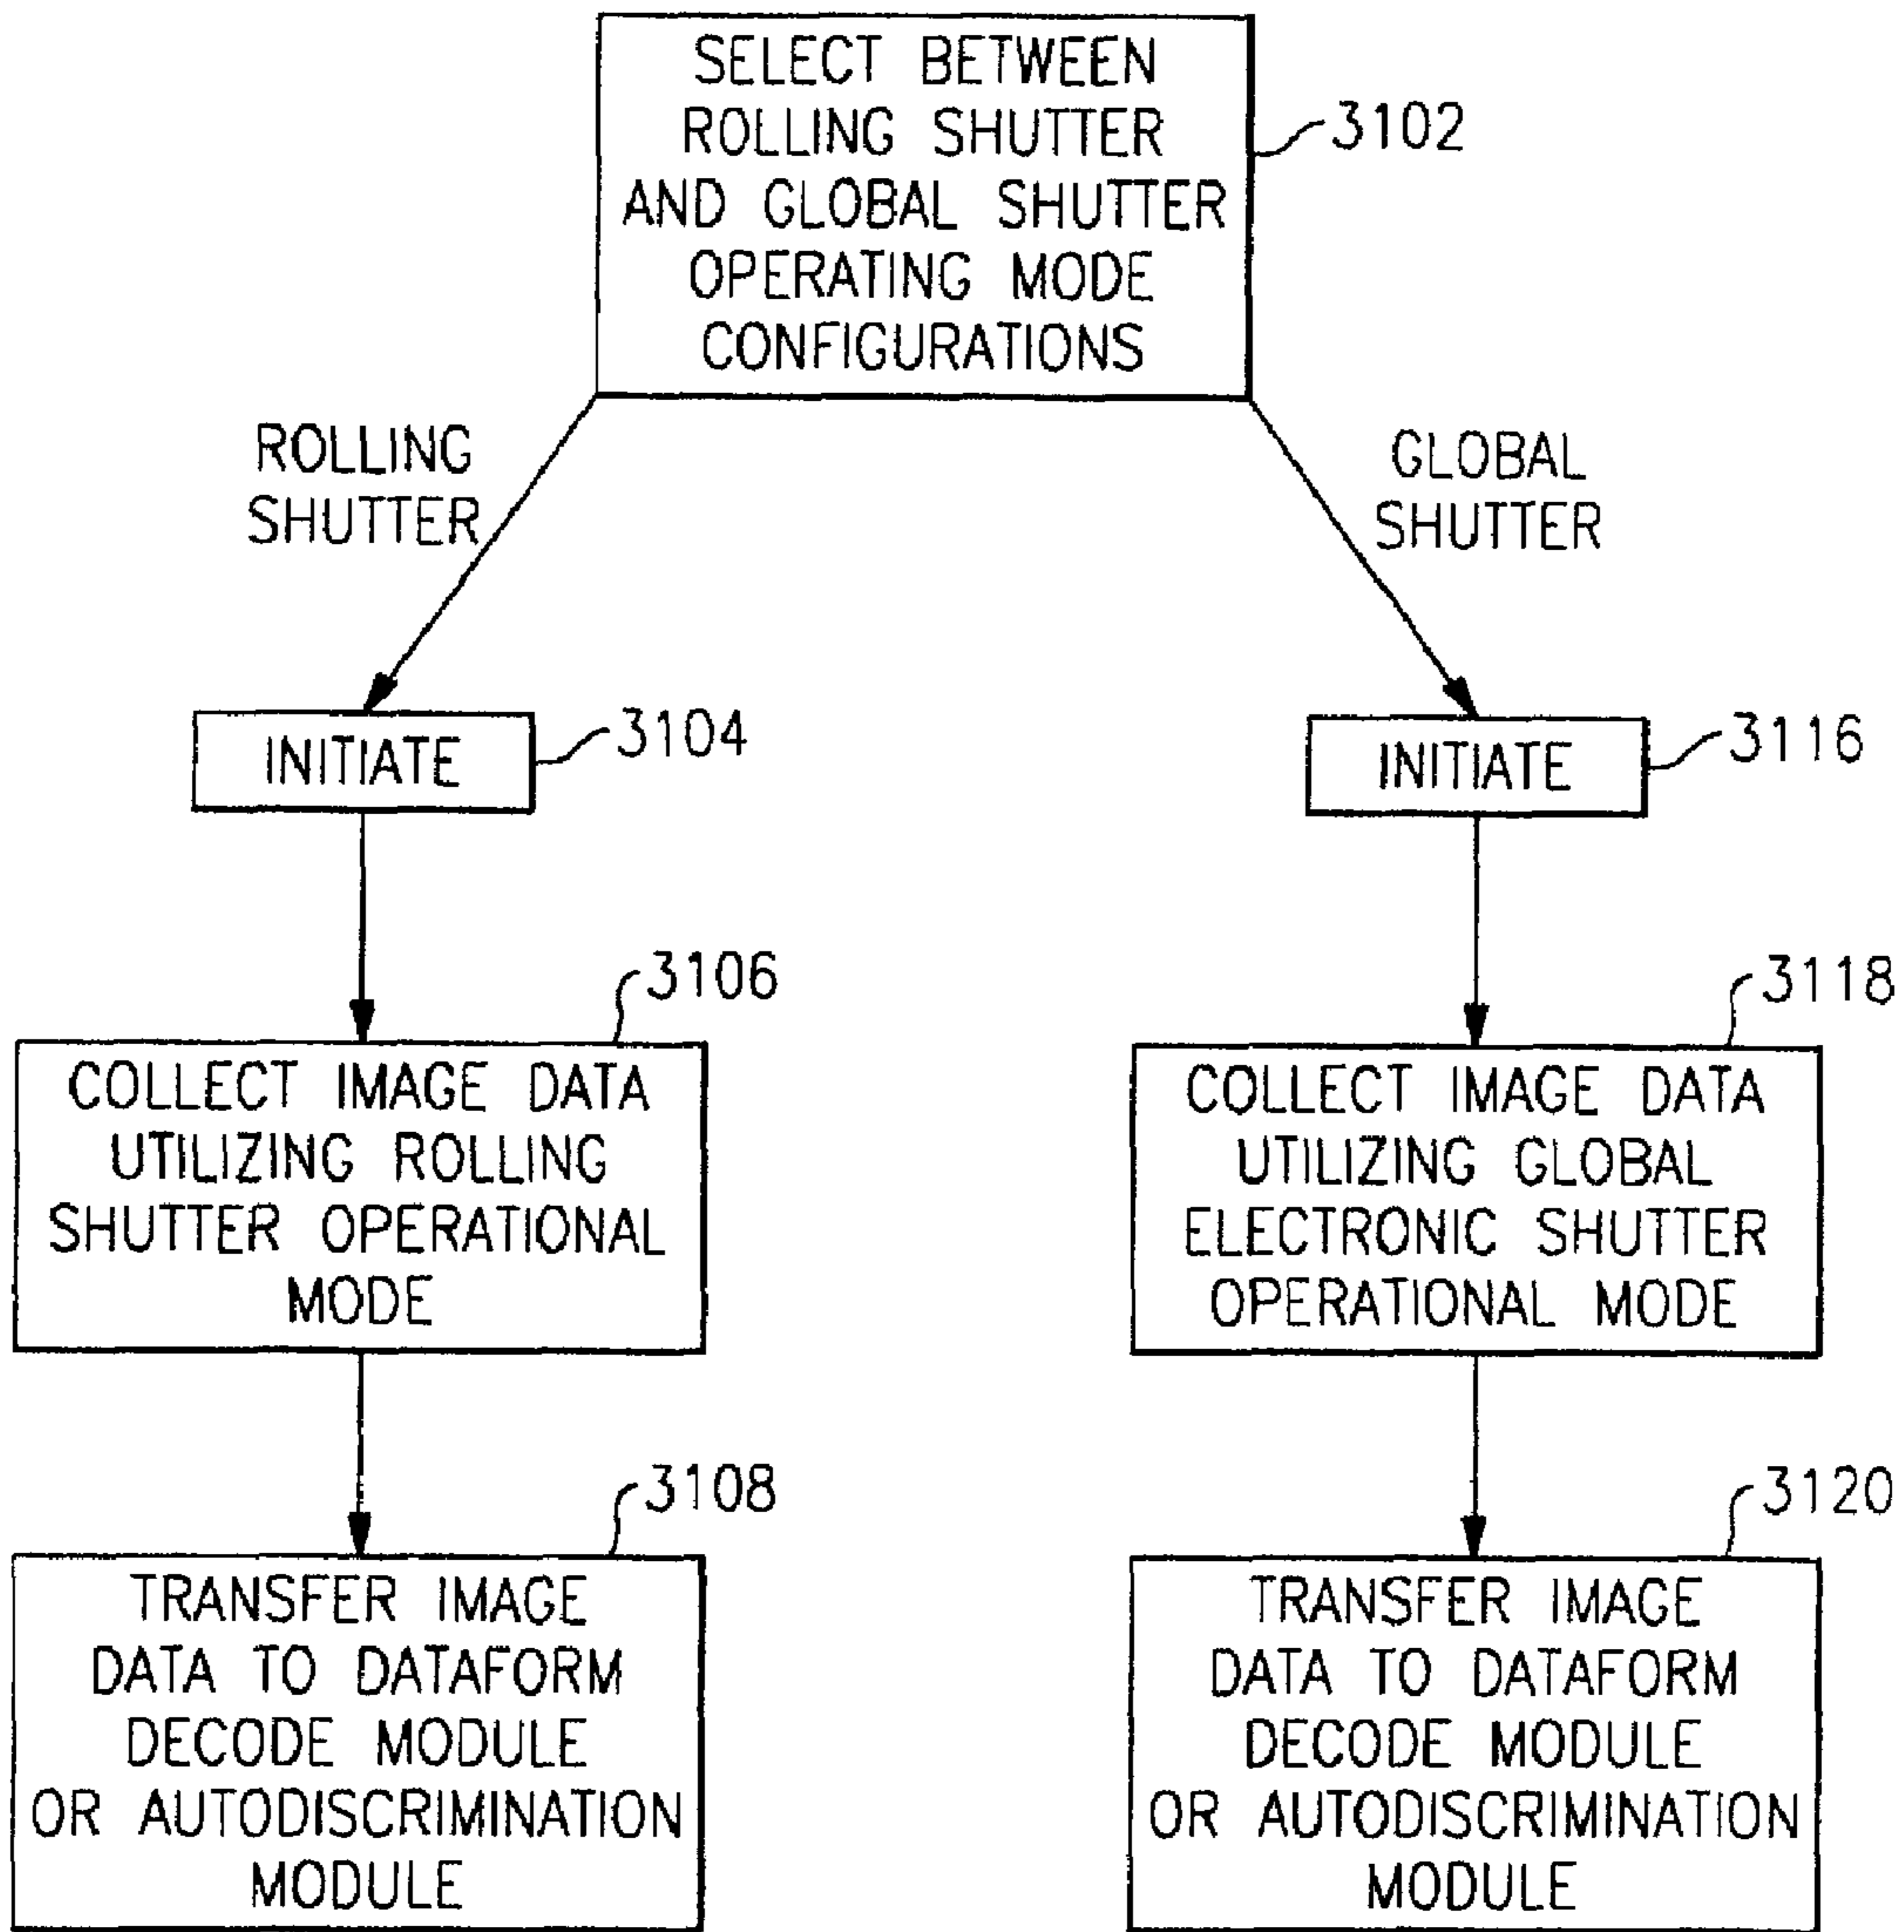 SELECT BETWEEN
ROLLING SHUTTER
AND GLOBAL SHUTTER
OPERATING MODE
CONFIGURATIONS
3102
ROLLING
SHUTTER
GLOBAL
SHUTTER
INITIATE
3104
INITIATE
3116
3106
COLLECT IMAGE DATA
UTILIZING ROLLING
SHUTTER OPERATIONAL
MODE
3118
COLLECT IMAGE DATA
UTILIZING GLOBAL
ELECTRONIC SHUTTER
OPERATIONAL MODE
3108
TRANSFER IMAGE
DATA TO DATAFORM
DECODE MODULE
OR AUTODISCRIMINATION
MODULE
3120
TRANSFER IMAGE
DATA TO DATAFORM
DECODE MODULE
OR AUTODISCRIMINATION
MODULE